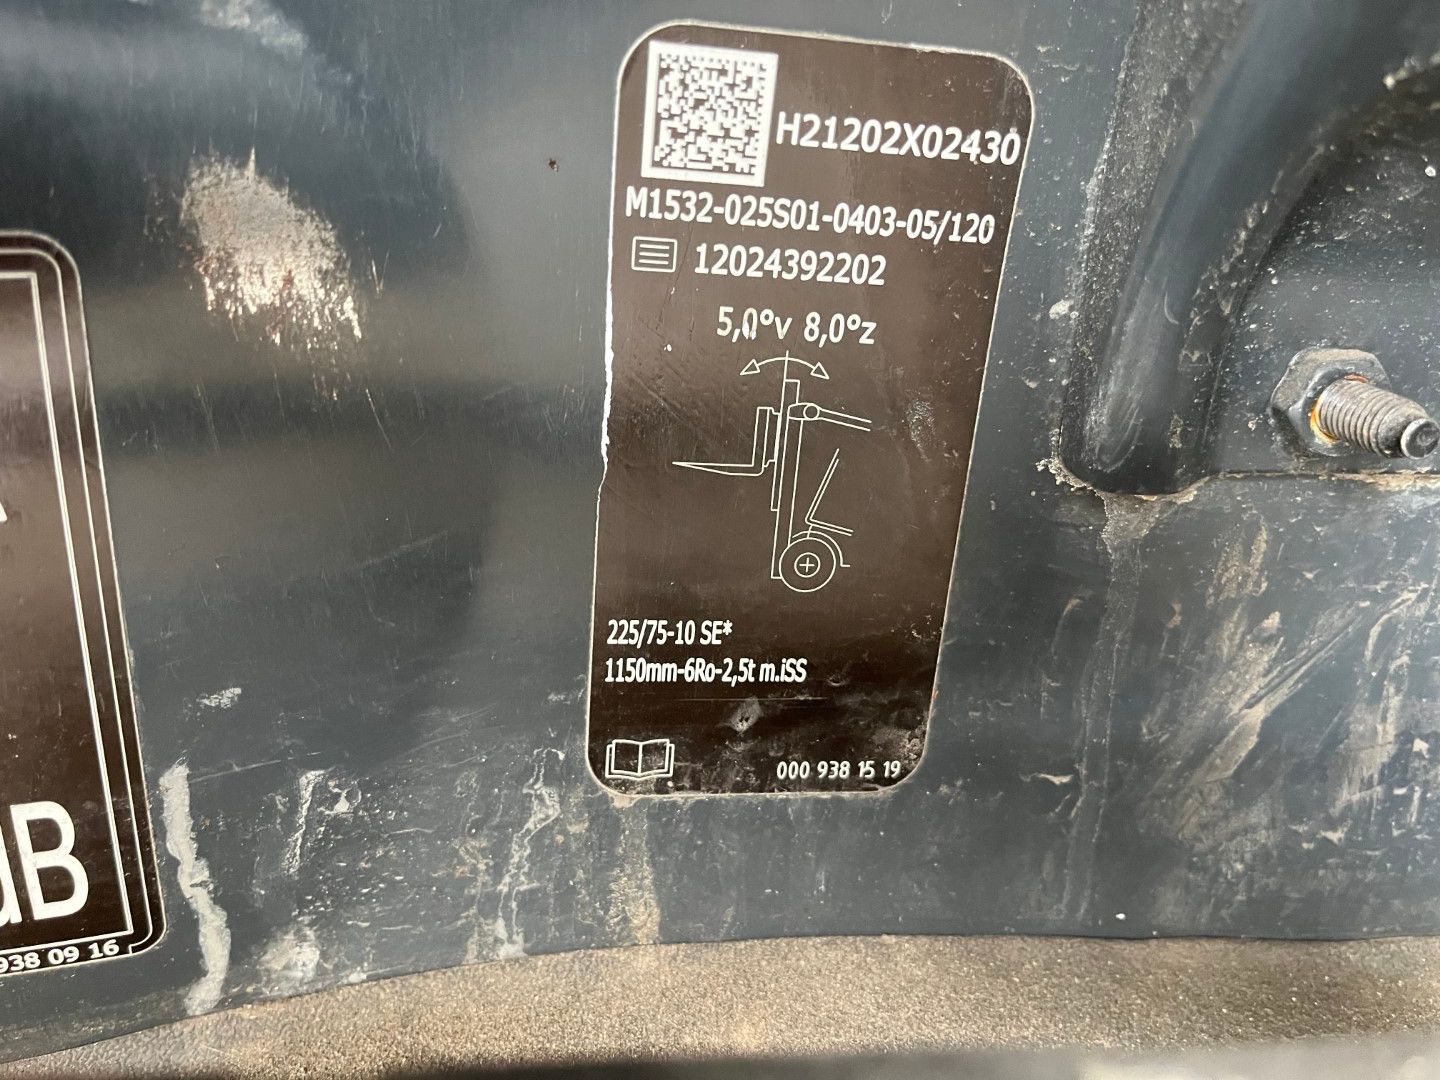 H21202X02430
M1532-025S01-0403-05/120
12024392202
5,0°v 8,0°z
225/75-10 SE*
1150mm-6Ro-2,5t m.iSS
000 938 15 19
dB
938 09 16